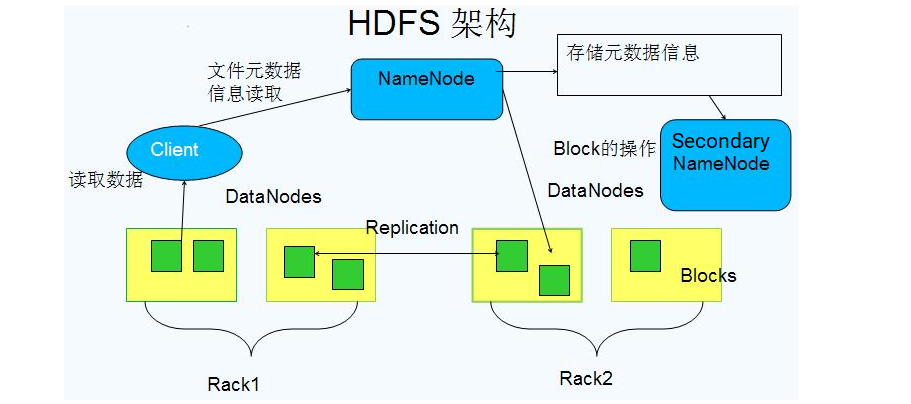 HDFS 架构
文件元数据
信息读取
NameNode
存储元数据信息
Client
Block的操作
Secondary
NameNode
读取数据
DataNodes
DataNodes
Replication
Blocks
Rack1
Rack2